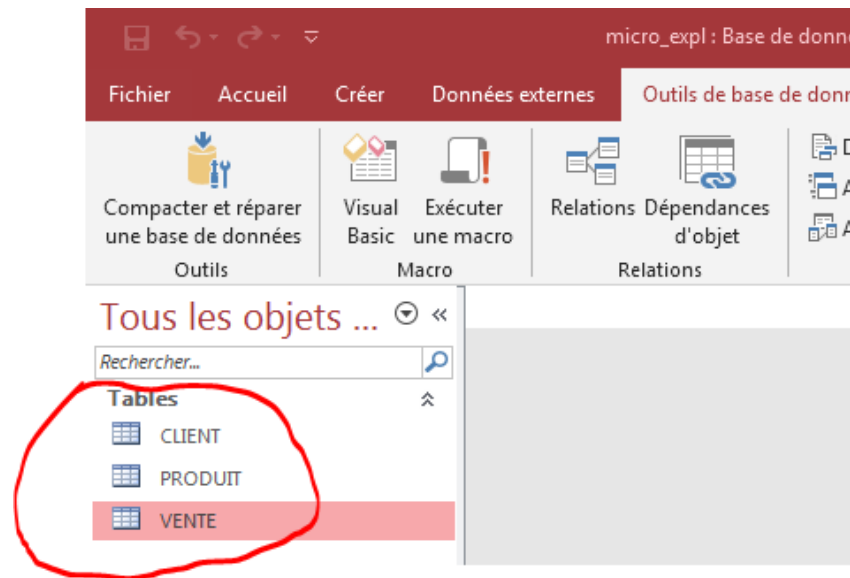 micro_expl : Base de donn
Fichier Accueil Créer Données externes Outils de base de donn
Compacter et réparer
une base de données
Visual
Basic
Exécuter
une macro
Relations
Dépendances
d'objet
Outils Macro Relations
Tous les objets ... «
Rechercher...
Tables
CLIENT
PRODUIT
VENTE